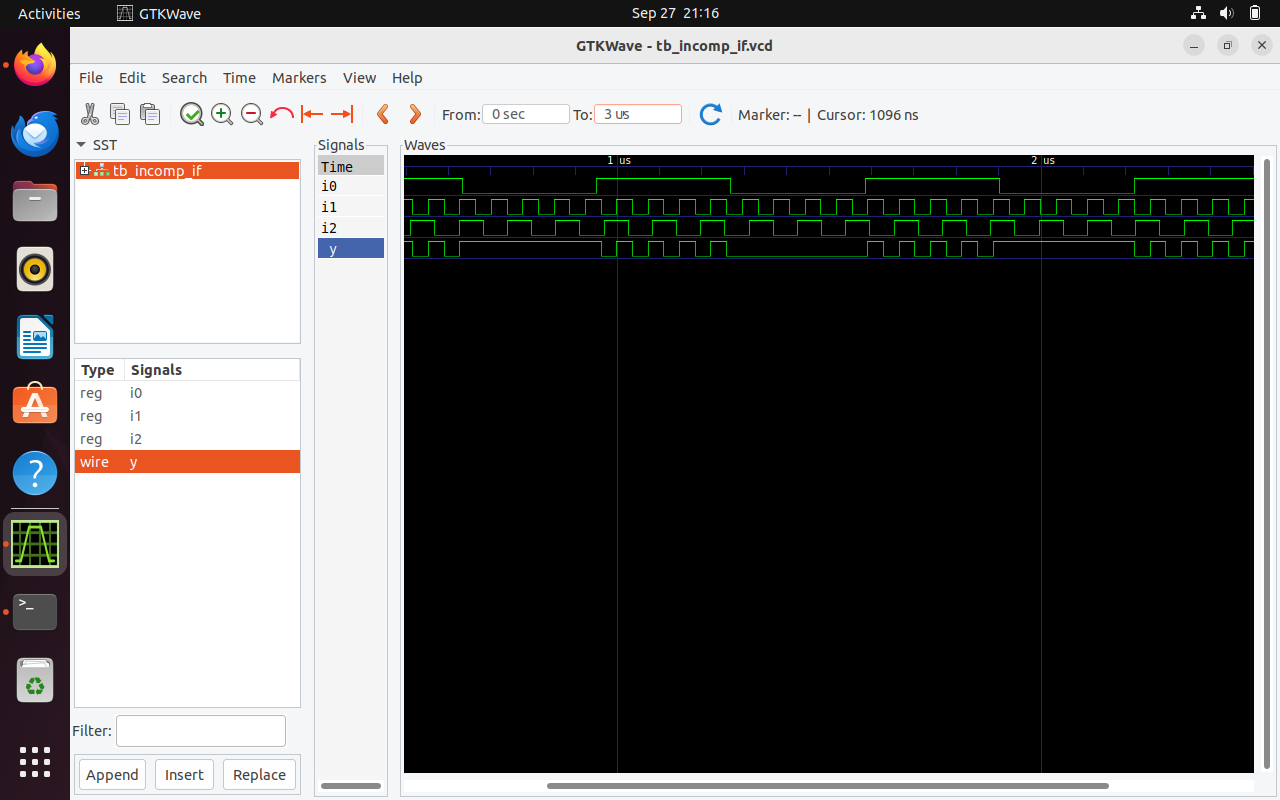 Activities GTKWave Sep 27 21:16
GTKWave - tb_incomp_if.vcd
File Edit Search Time Markers View Help
From: 0 sec To: 3 us Marker: -- | Cursor: 1096 ns
SST
tb_incomp_if
Type Signals
reg i0
reg i1
reg i2
wire y
Filter:
Append Insert Replace
Signals
Time
i0
i1
i2
y
Waves
1 us 2 us